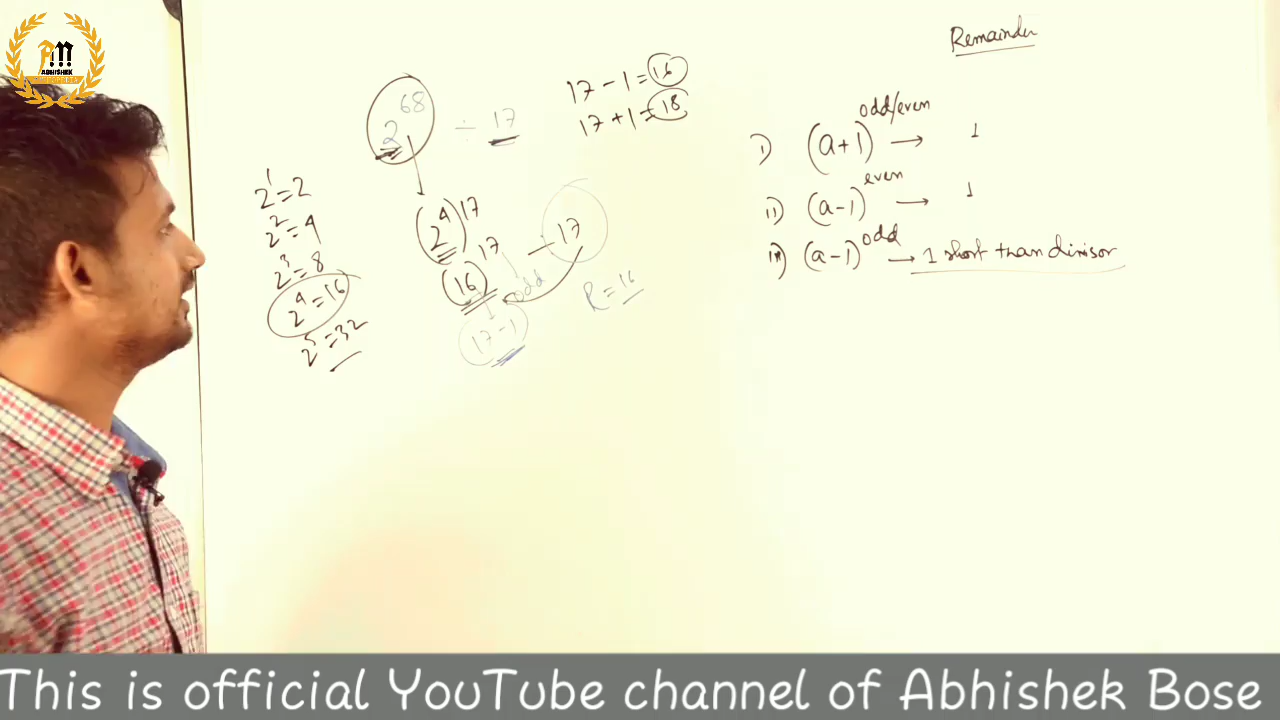 Remainder
2^68 ÷ 17
17 - 1 = 16
17 + 1 = 18
2^1 = 2
2^2 = 4
2^3 = 8
2^4 = 16
2^5 = 32
(2^4)^17
(16)^17 ÷ 17
odd
17 - 1
R = 16
i) (a+1)^odd/even → 1
ii) (a-1)^even → 1
iii) (a-1)^odd → 1 short than divisor
ABHISHEK
This is official YouTube channel of Abhishek Bose